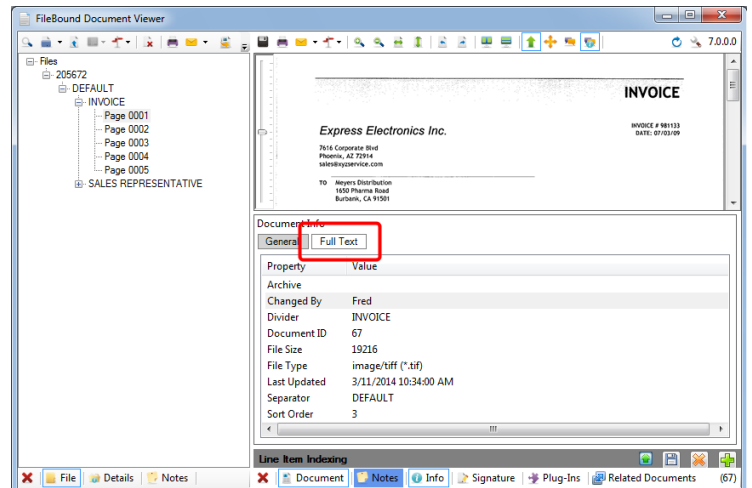 FileBound Document Viewer
7.0.0.0
Files
205672
DEFAULT
INVOICE
Page 0001
Page 0002
Page 0003
Page 0004
Page 0005
SALES REPRESENTATIVE
INVOICE
Express Electronics Inc.
INVOICE # 981133
DATE: 07/03/09
7616 Corporate Blvd
Phoenix, AZ 72914
sales@xyzservice.com
TO Meyers Distribution
1650 Pharma Road
Burbank, CA 91501
Document Info
General Full Text
Property Value
Archive
Changed By Fred
Divider INVOICE
Document ID 67
File Size 19216
File Type image/tiff (*.tif)
Last Updated 3/11/2014 10:34:00 AM
Separator DEFAULT
Sort Order 3
Line Item Indexing
File Details Notes
Document Notes Info Signature Plug-Ins Related Documents (67)